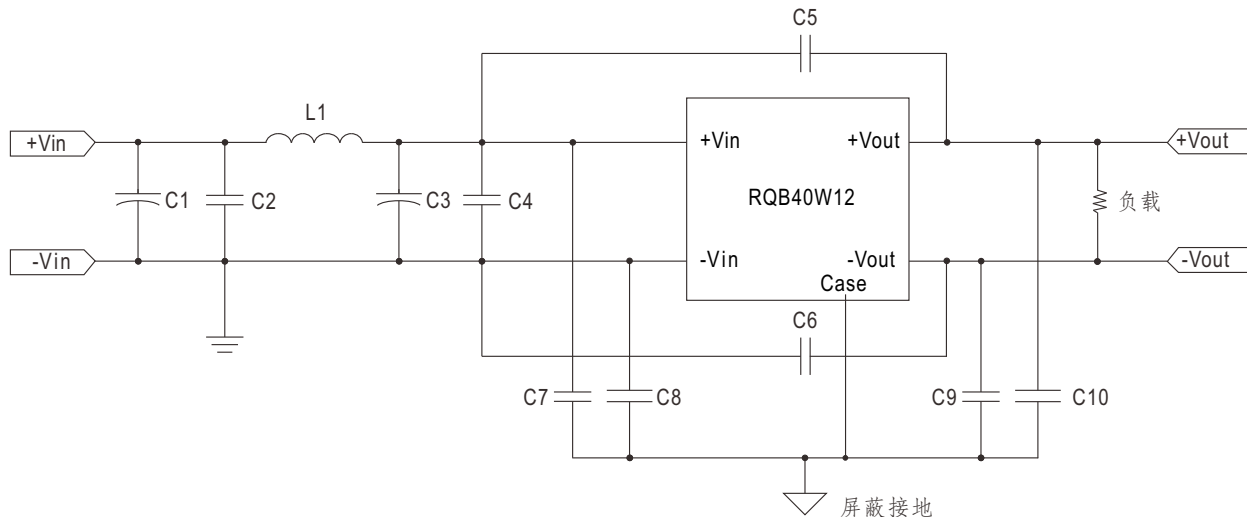 C5
L1
+Vin
+Vin
+Vout
+Vout
C1
C2
C3
C4
RQB40W12
负载
-Vin
-Vin
-Vout
-Vout
Case
C6
C7
C8
C9
C10
屏蔽接地